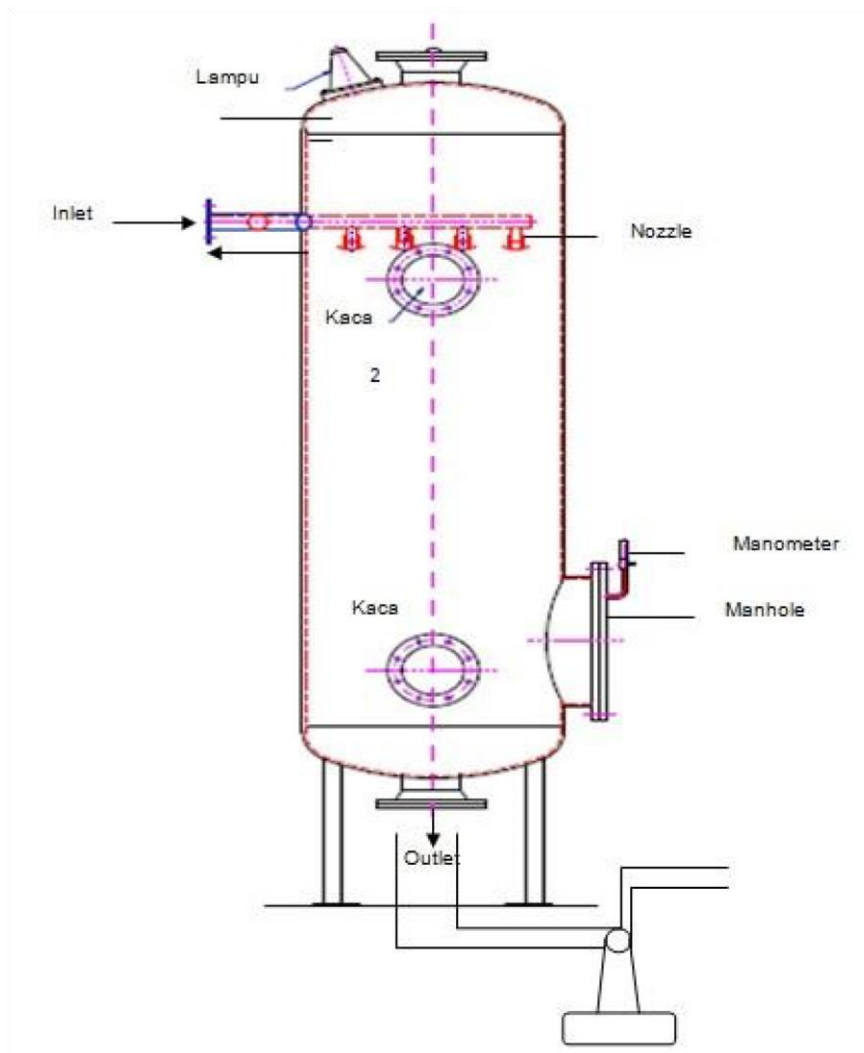 Lampu
Inlet
Nozzle
Kaca
2
Manometer
Kaca
Manhole
Outlet